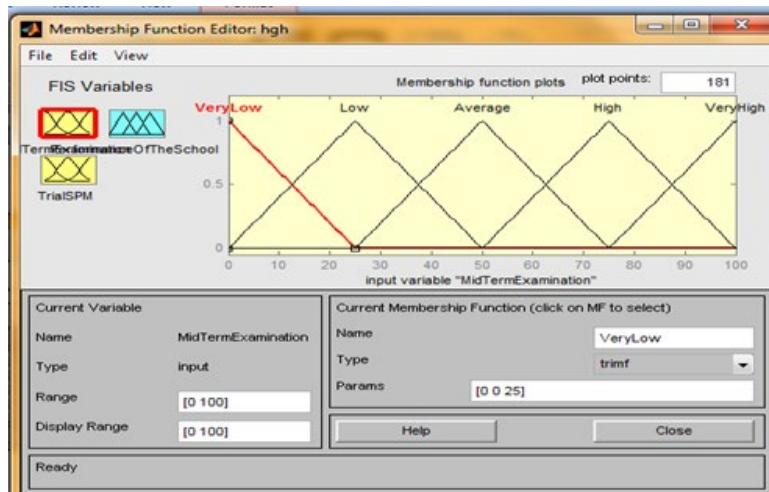 Membership Function Editor: hgh
File Edit View
FIS Variables
Membership function plots plot points: 181
VeryLow Low Average High VeryHigh
1
0.5
0
0 10 20 30 40 50 60 70 80 90 100
input variable "MidTermExamination"
OfTheSchool
TrialSPM
Current Variable
Name MidTermExamination
Type input
Range [0 100]
Display Range [0 100]
Current Membership Function (click on MF to select)
Name VeryLow
Type trimf
Params [0 0 25]
Help Close
Ready